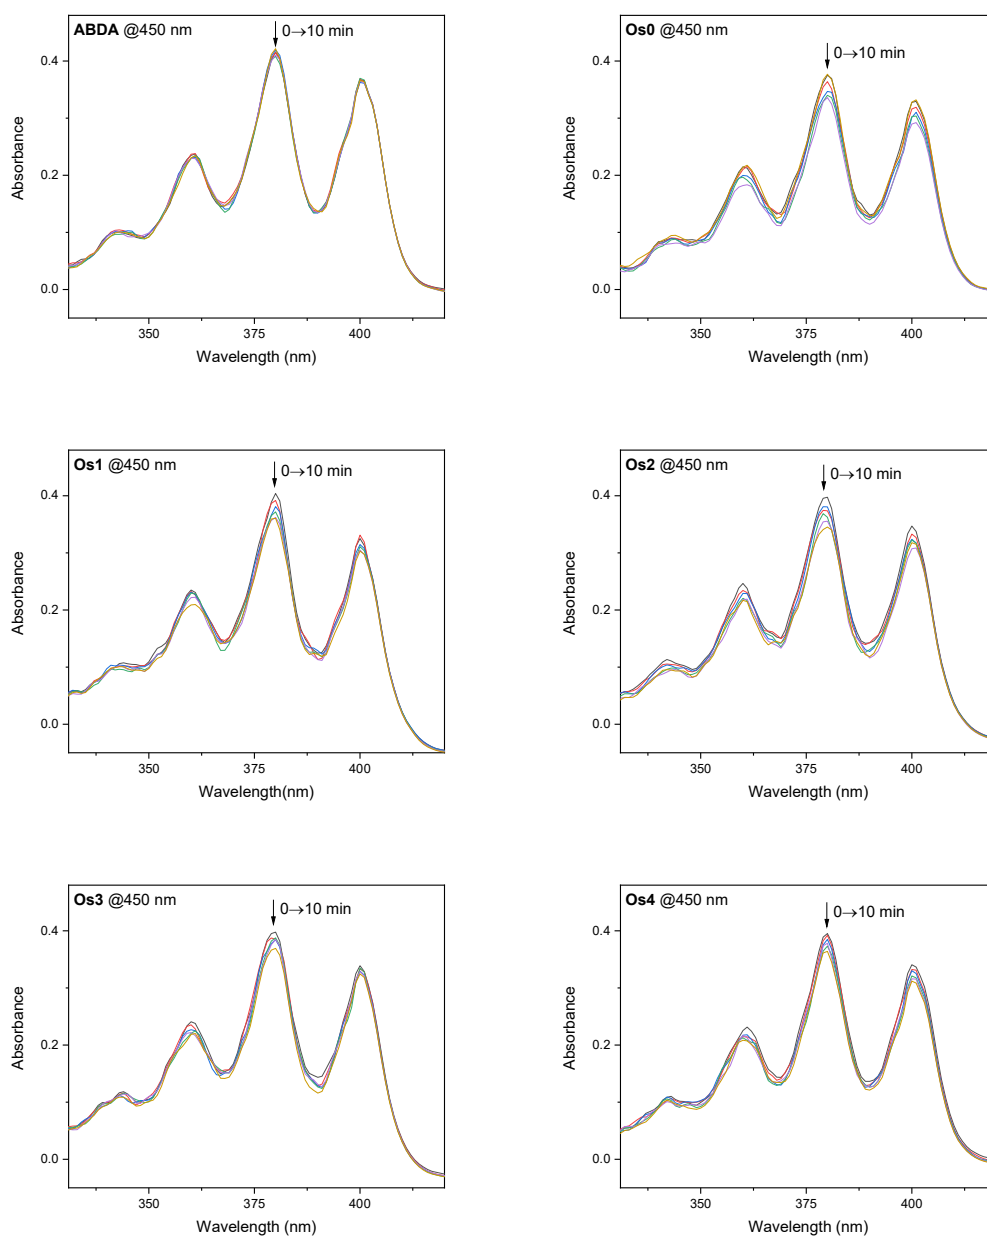 ABDA @450 nm
0→10 min
0.4
0.2
0.0
Absorbance
350
375
400
Wavelength (nm)
Os0 @450 nm
0→10 min
0.4
0.2
0.0
Absorbance
350
375
400
Wavelength (nm)
Os1 @450 nm
0→10 min
0.4
0.2
0.0
Absorbance
350
375
400
Wavelength(nm)
Os2 @450 nm
0→10 min
0.4
0.2
0.0
Absorbance
350
375
400
Wavelength (nm)
Os3 @450 nm
0→10 min
0.4
0.2
0.0
Absorbance
350
375
400
Wavelength (nm)
Os4 @450 nm
0→10 min
0.4
0.2
0.0
Absorbance
350
375
400
Wavelength (nm)